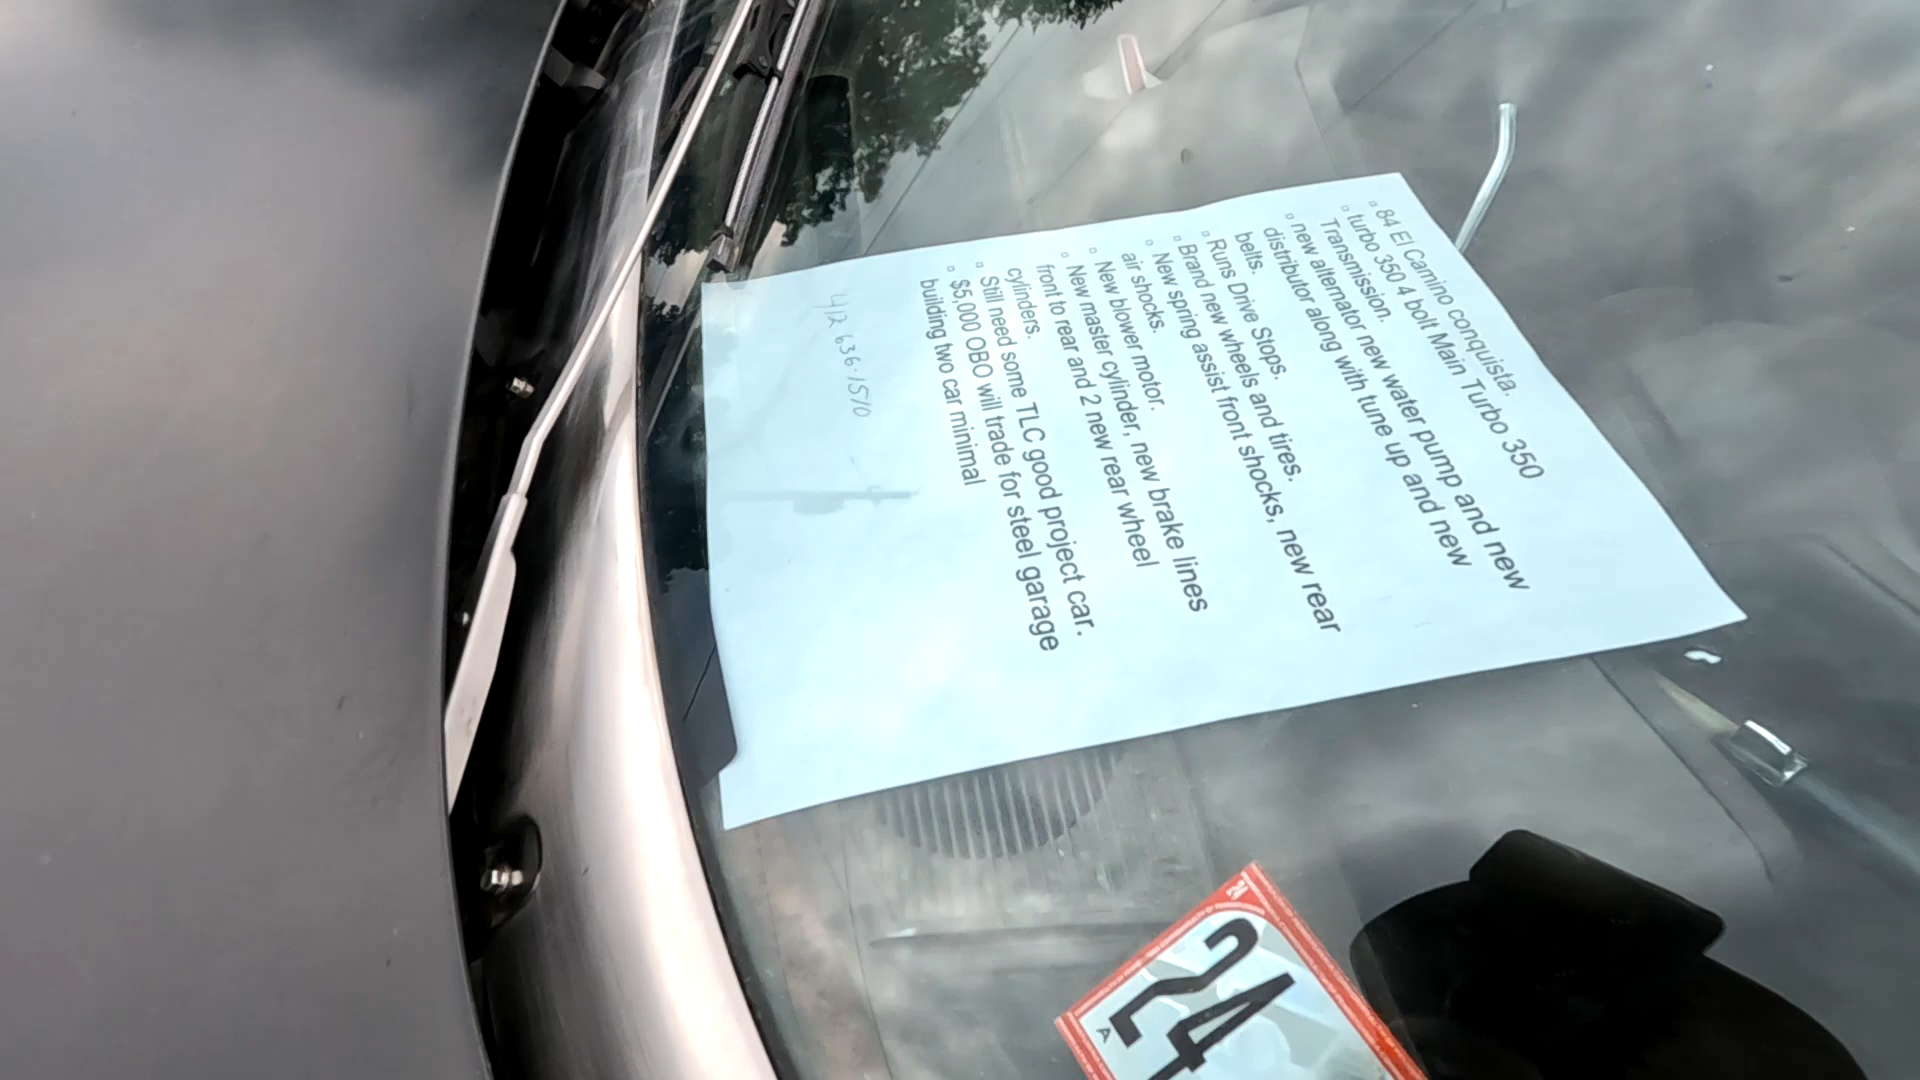 ▫ 84 El Camino conquista.
▫ turbo 350 4 bolt Main Turbo 350
Transmission.
▫ new alternator new water pump and new
distributor along with tune up and new
belts.
▫ Runs Drive Stops.
▫ Brand new wheels and tires.
▫ New spring assist front shocks, new rear
air shocks.
▫ New blower motor.
▫ New master cylinder, new brake lines
front to rear and 2 new rear wheel
cylinders.
▫ Still need some TLC good project car.
▫ $5,000 OBO will trade for steel garage
building two car minimal
412 636-1510
24
24
A